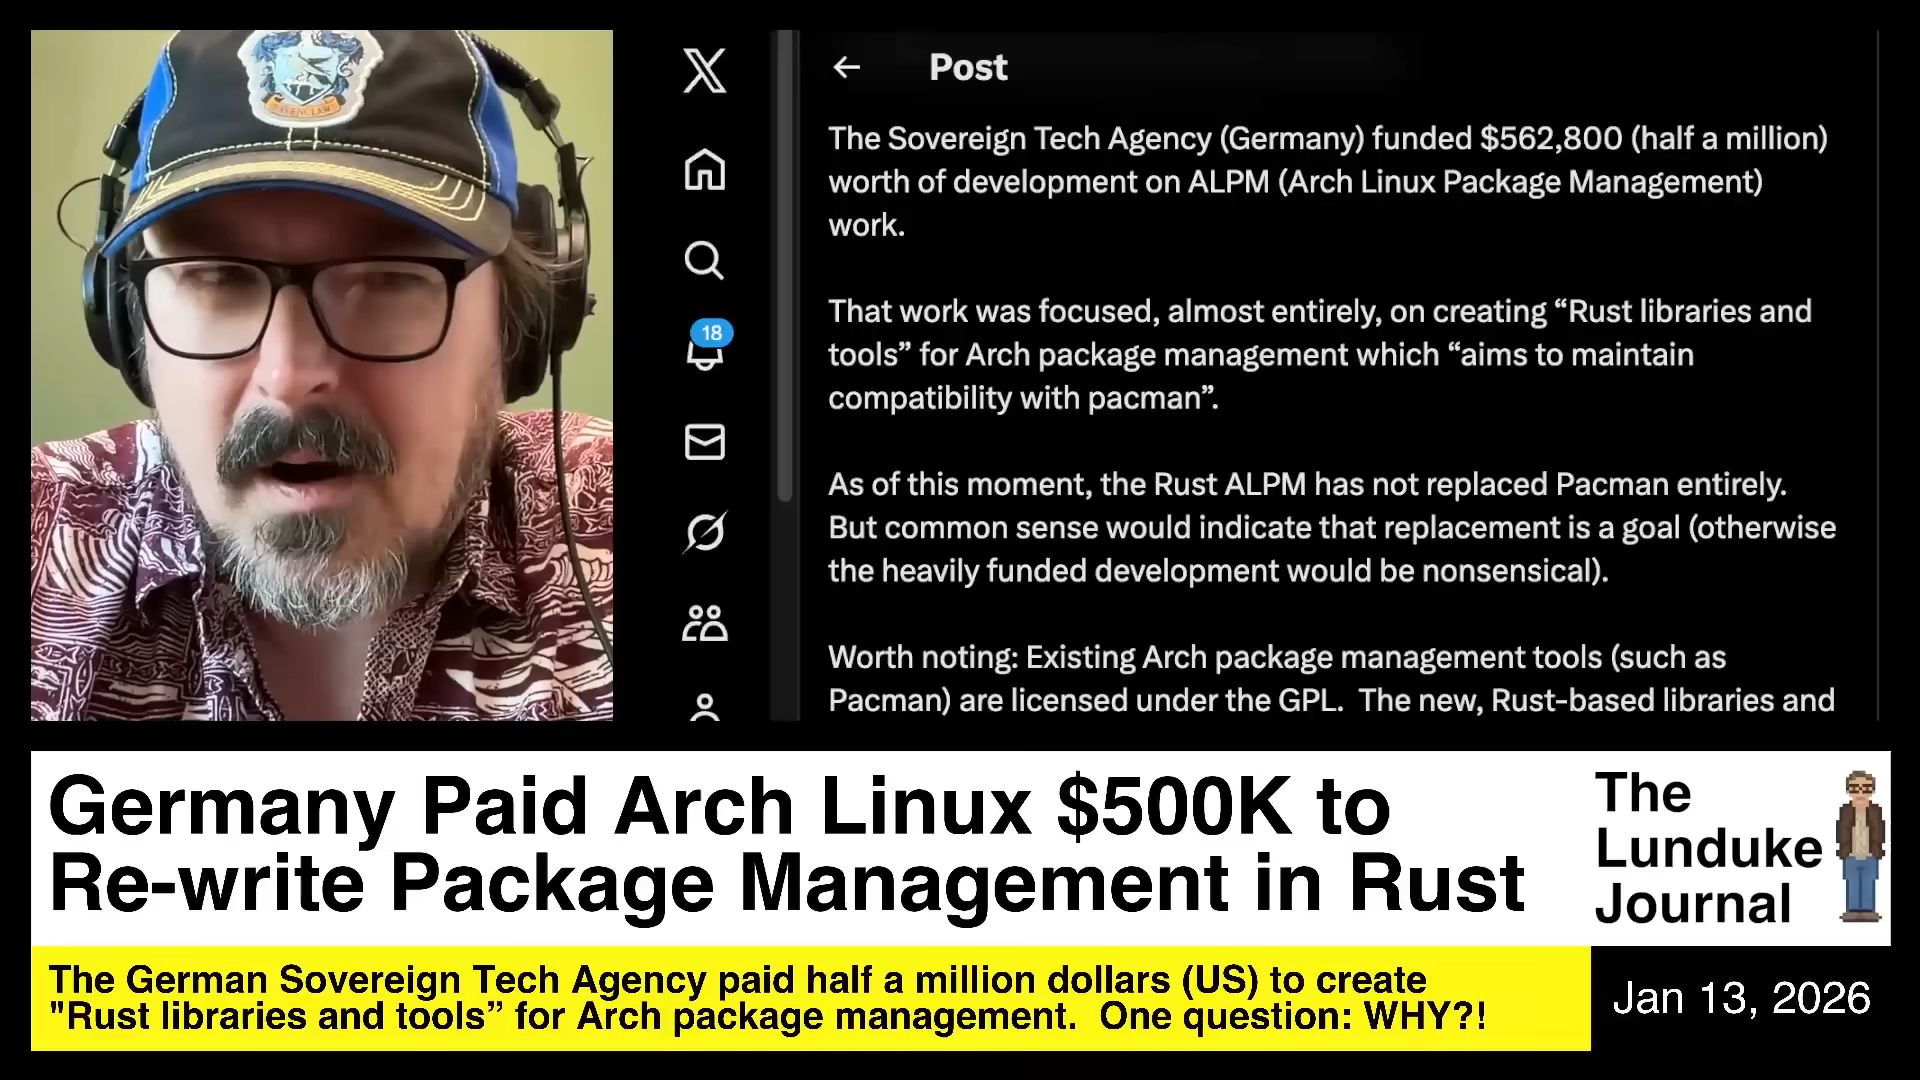 RAVENCLAW
18
Post
The Sovereign Tech Agency (Germany) funded $562,800 (half a million)
worth of development on ALPM (Arch Linux Package Management)
work.
That work was focused, almost entirely, on creating “Rust libraries and
tools” for Arch package management which “aims to maintain
compatibility with pacman”.
As of this moment, the Rust ALPM has not replaced Pacman entirely.
But common sense would indicate that replacement is a goal (otherwise
the heavily funded development would be nonsensical).
Worth noting: Existing Arch package management tools (such as
Pacman) are licensed under the GPL.  The new, Rust-based libraries and
Germany Paid Arch Linux $500K to
Re-write Package Management in Rust
The
Lunduke
Journal
The German Sovereign Tech Agency paid half a million dollars (US) to create
"Rust libraries and tools” for Arch package management.  One question: WHY?!
Jan 13, 2026